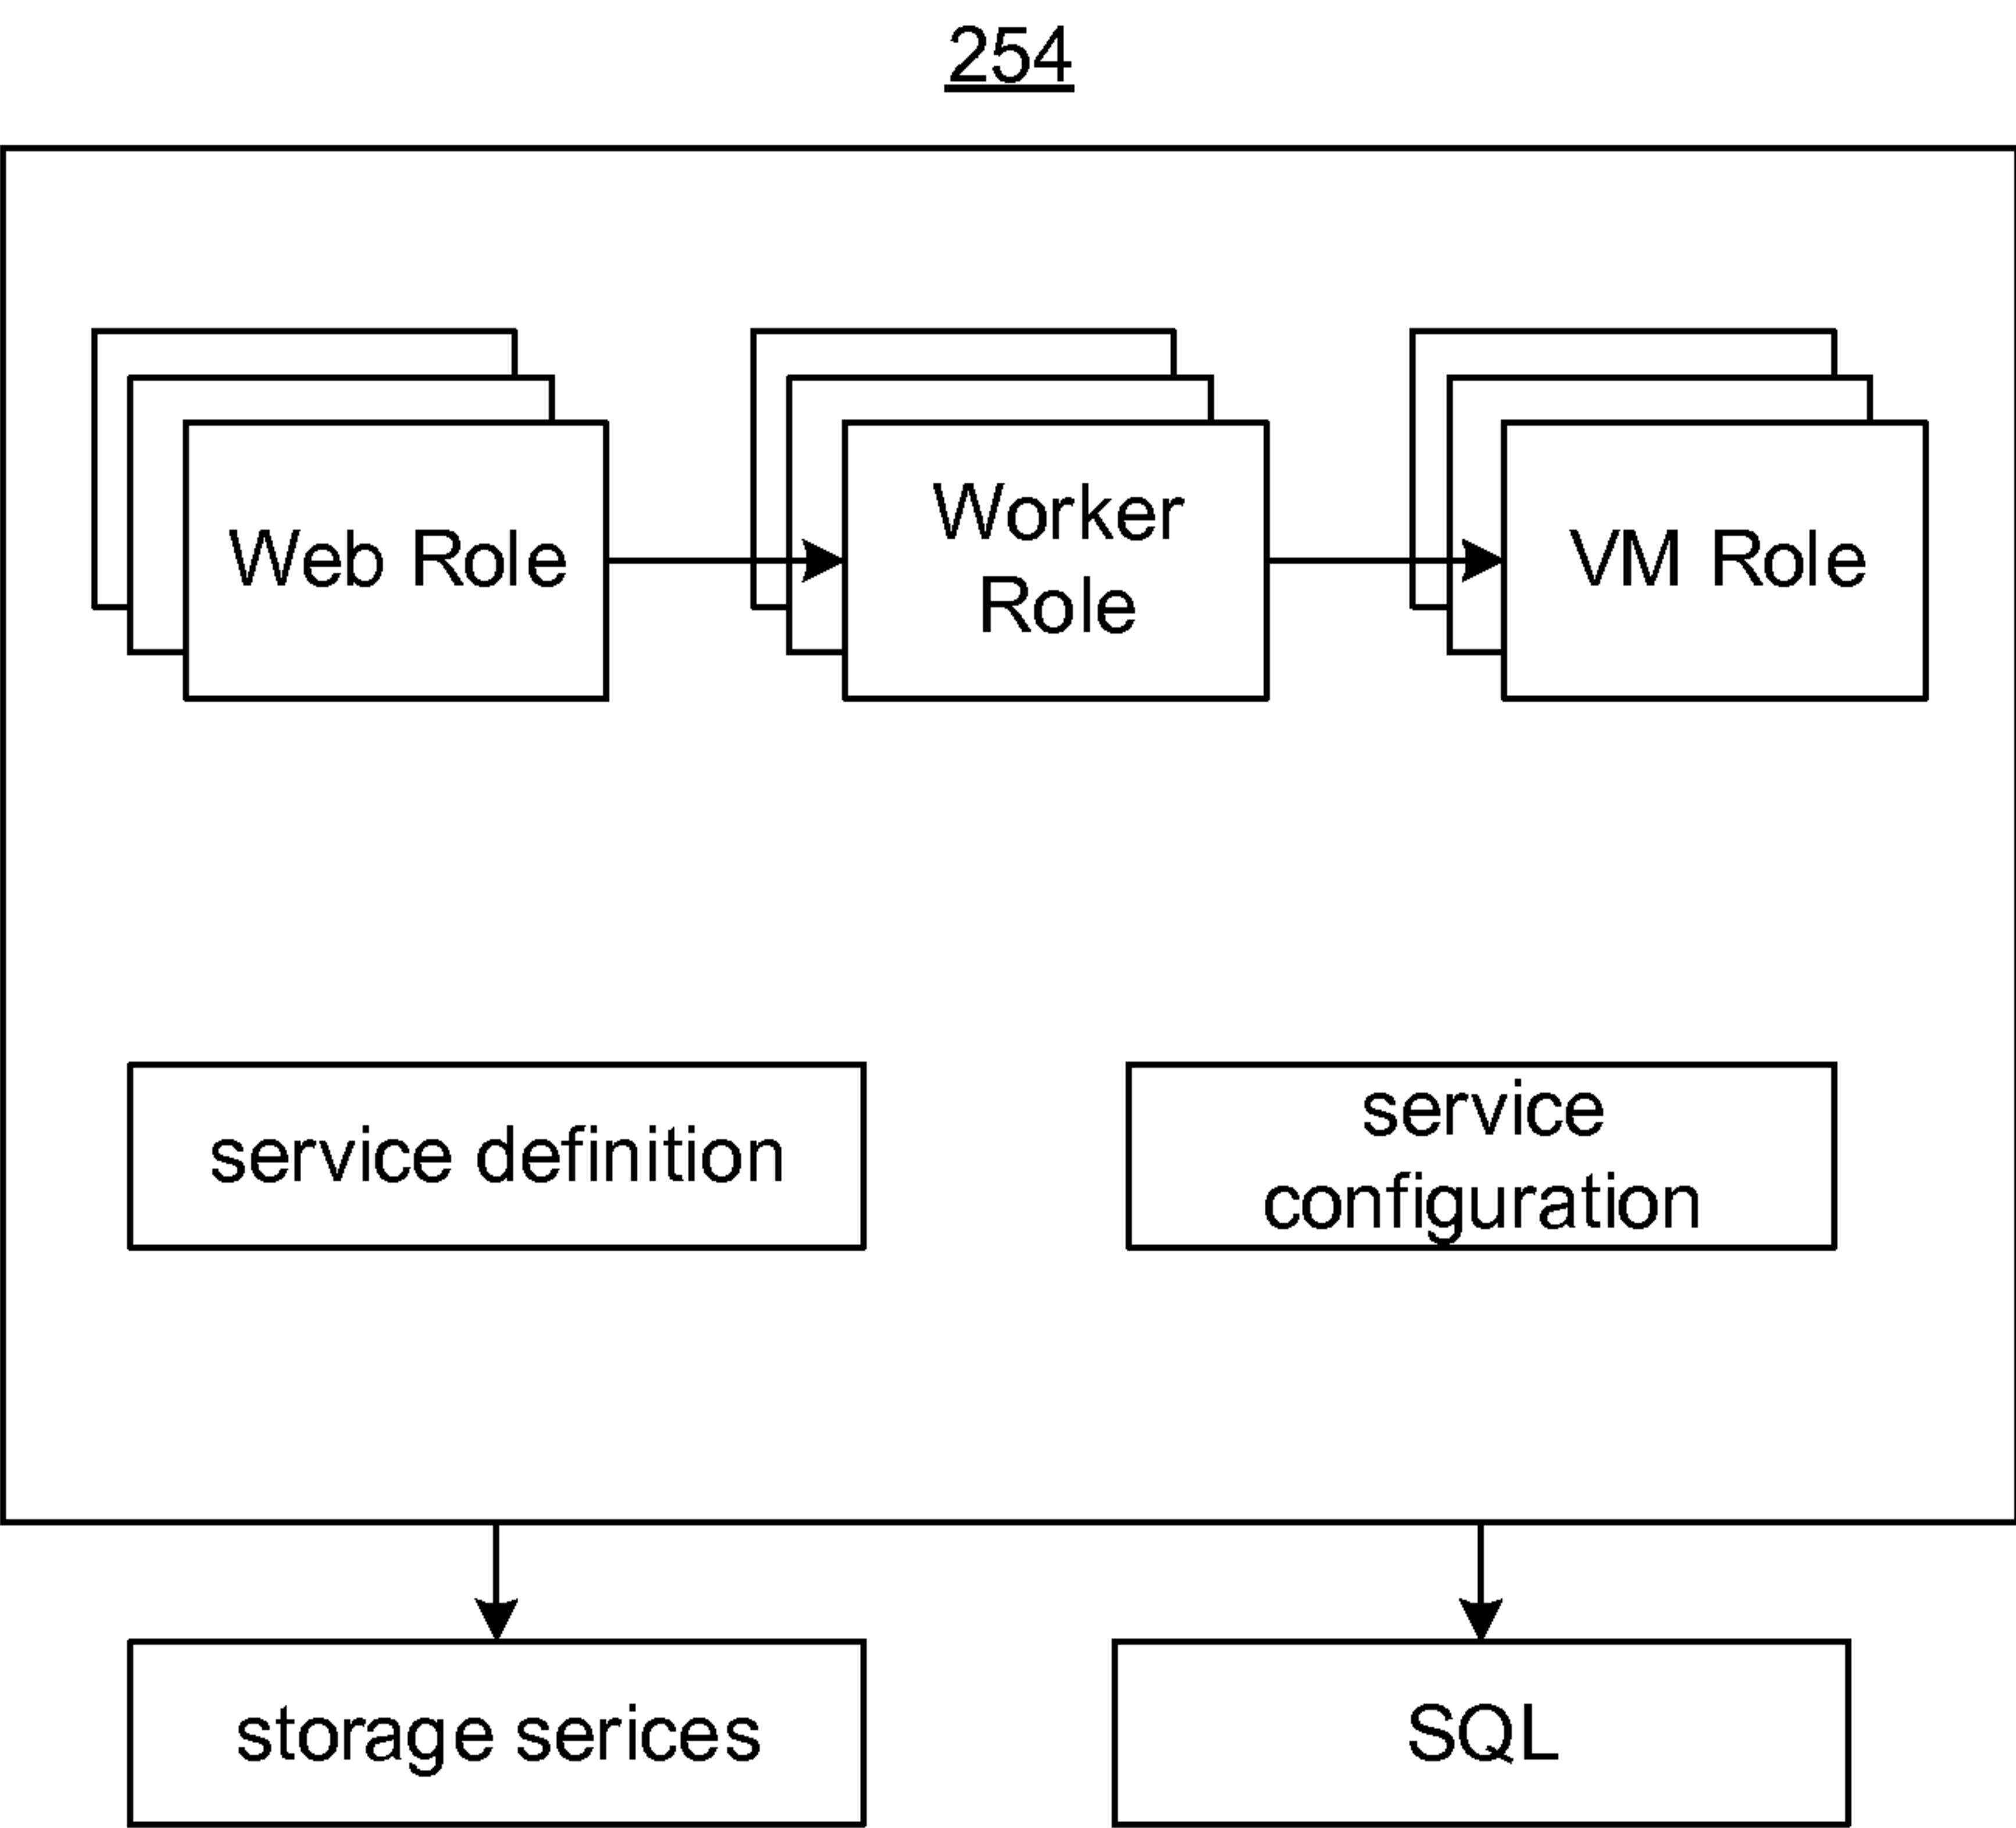 254
Web Role
Worker
Role
VM Role
service definition
service
configuration
storage serices
SQL